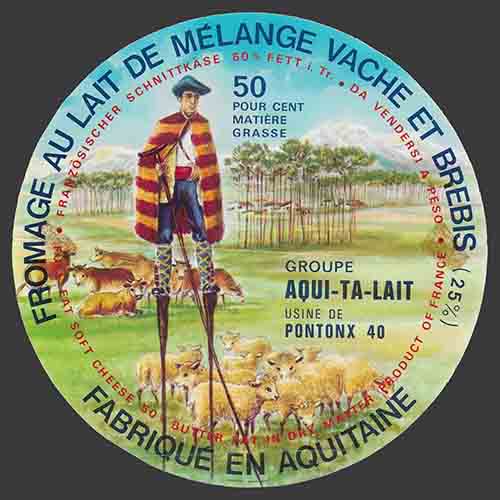 FROMAGE AU LAIT DE MÉLANGE VACHE ET BREBIS (25%)
FRANZÖSISCHER SCHNITTKÄSE 50% FETT i. Tr. • DA VENDERSI A PESO •
EAT SOFT CHEESE 50% BUTTER FAT IN DRY MATTER PRODUCT OF FRANCE •
50
POUR CENT
MATIÈRE
GRASSE
GROUPE
AQUI-TA-LAIT
USINE DE
PONTONX 40
FABRIQUÉ EN AQUITAINE